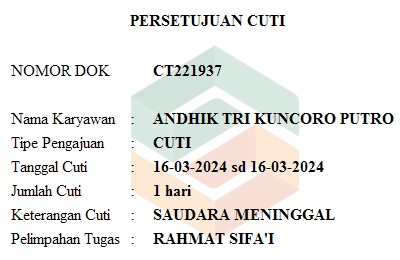 PERSETUJUAN CUTI
NOMOR DOK CT221937
Nama Karyawan : ANDHIK TRI KUNCORO PUTRO
Tipe Pengajuan : CUTI
Tanggal Cuti : 16-03-2024 sd 16-03-2024
Jumlah Cuti : 1 hari
Keterangan Cuti : SAUDARA MENINGGAL
Pelimpahan Tugas : RAHMAT SIFA'I